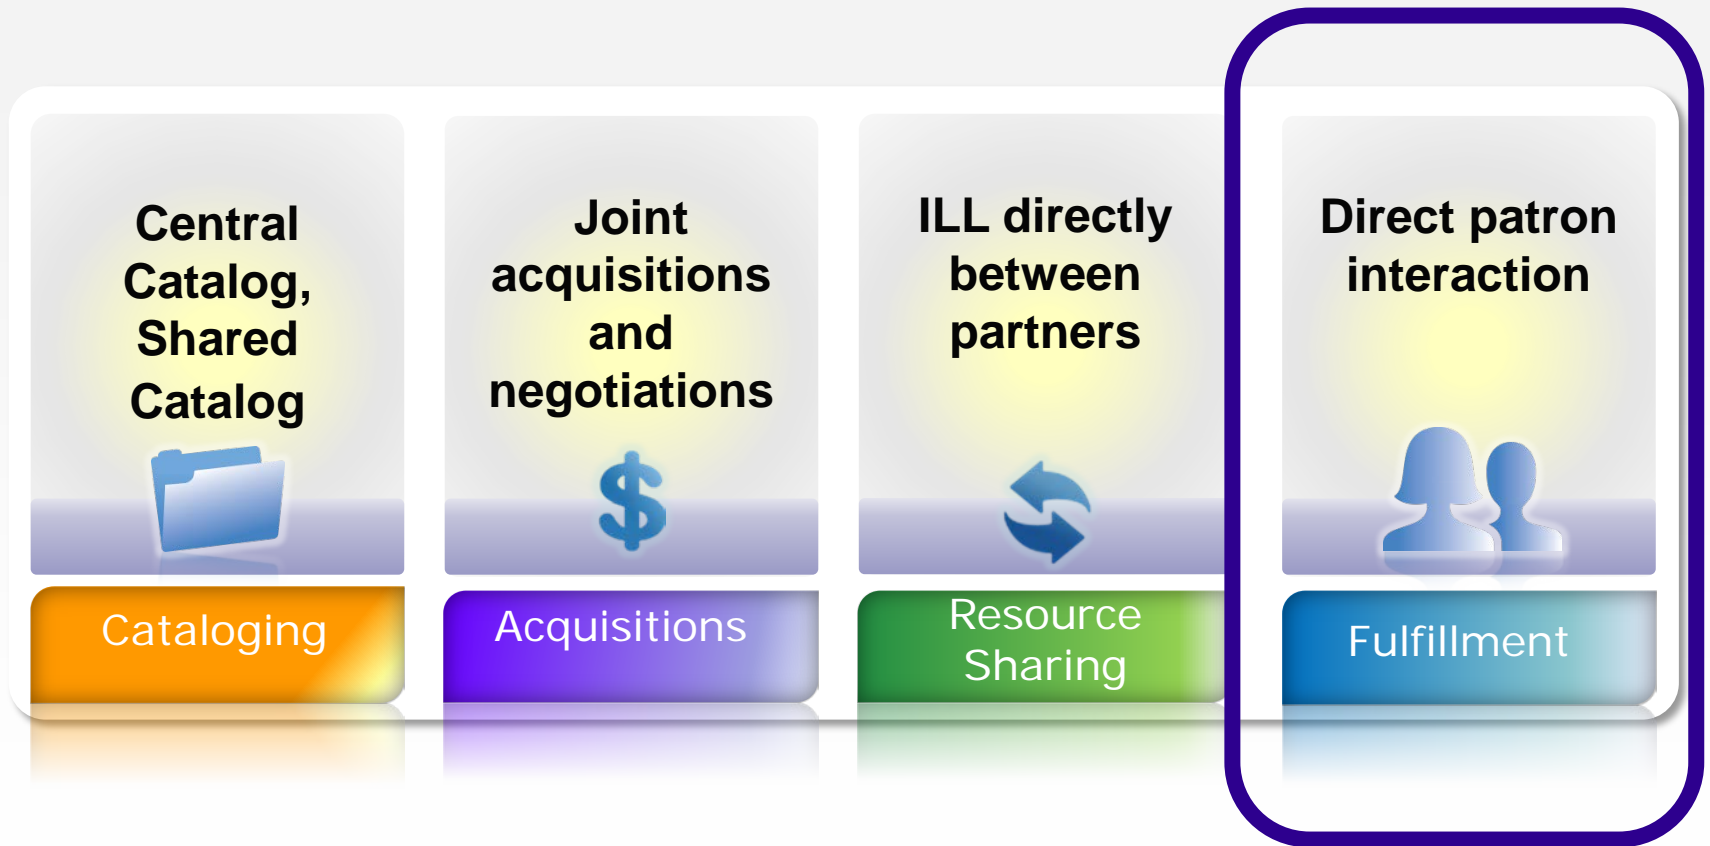 Central
Catalog,
Shared
Catalog
Cataloging
Joint
acquisitions
and
negotiations
$
Acquisitions
ILL directly
between
partners
Resource
Sharing
Direct patron
interaction
Fulfillment